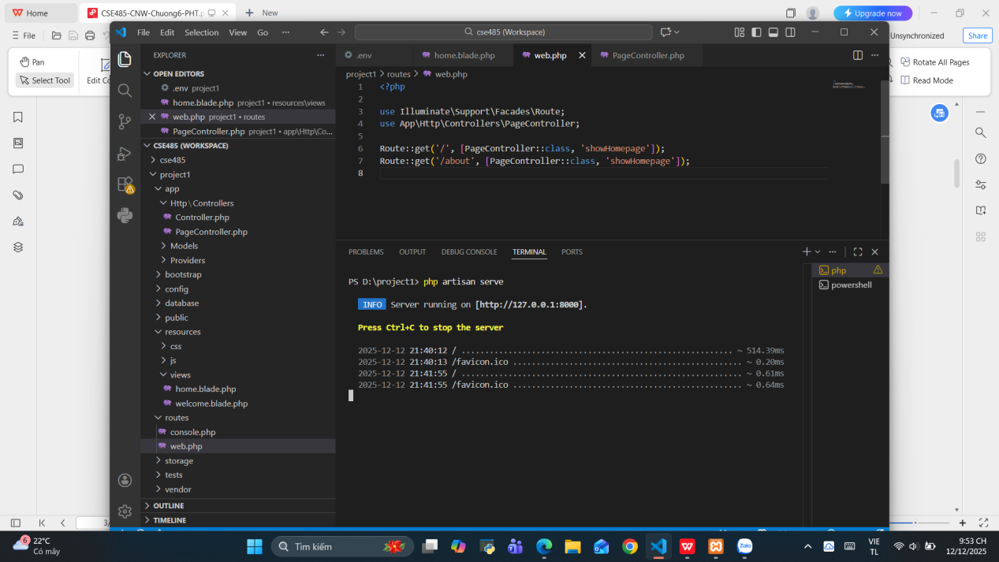 Home
CSE485-CNW-Chuong6-PHT.p
New
Upgrade now
File
Unsynchronized
Share
Pan
Select Tool
Edit Co
Rotate All Pages
Read Mode
File Edit Selection View Go
cse485 (Workspace)
EXPLORER
OPEN EDITORS
.env project1
home.blade.php project1 • resources\views
web.php project1 • routes
PageController.php project1 • app\Http\Co...
CSE485 (WORKSPACE)
cse485
project1
app
Http\Controllers
Controller.php
PageController.php
Models
Providers
bootstrap
config
database
public
resources
css
js
views
home.blade.php
welcome.blade.php
routes
console.php
web.php
storage
tests
vendor
OUTLINE
TIMELINE
.env
home.blade.php
web.php
PageController.php
project1 > routes > web.php
1 <?php
2
3 use Illuminate\Support\Facades\Route;
4 use App\Http\Controllers\PageController;
5
6 Route::get('/', [PageController::class, 'showHomepage']);
7 Route::get('/about', [PageController::class, 'showHomepage']);
8
PROBLEMS OUTPUT DEBUG CONSOLE TERMINAL PORTS
php
powershell
PS D:\project1> php artisan serve
INFO Server running on [http://127.0.0.1:8000].
Press Ctrl+C to stop the server
2025-12-12 21:40:12 / .................................................... ~ 514.39ms
2025-12-12 21:40:13 /favicon.ico ........................................... ~ 0.20ms
2025-12-12 21:41:55 / ...................................................... ~ 0.61ms
2025-12-12 21:41:55 /favicon.ico ........................................... ~ 0.64ms
3/
6
22°C
Có mây
Tìm kiếm
Zalo
VIE
TL
9:53 CH
12/12/2025